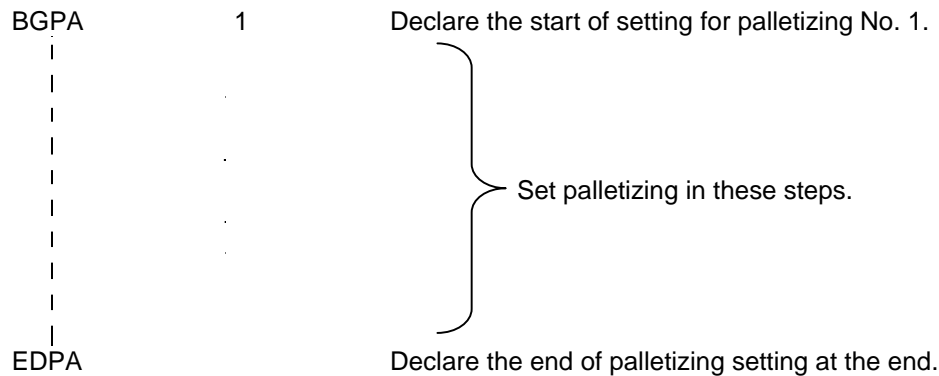 BGPA 1 Declare the start of setting for palletizing No. 1.
Set palletizing in these steps.
EDPA Declare the end of palletizing setting at the end.